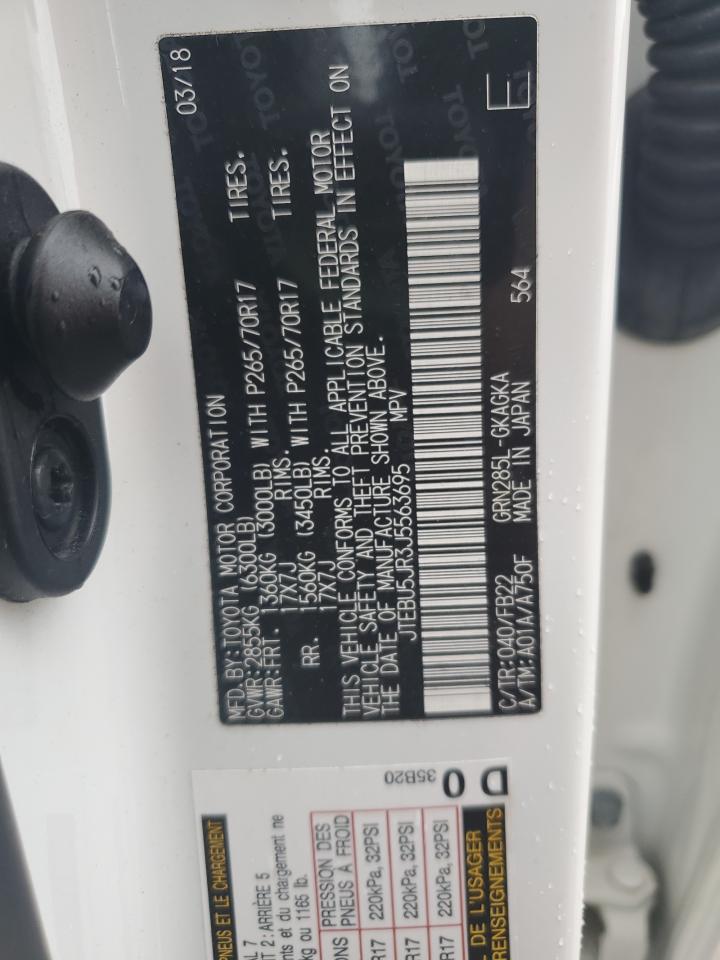 03/18
MFD.BY:TOYOTA MOTOR CORPORATION
GVWR:2855KG (6300LB)
GAWR:FRT. 1360KG (3000LB) WITH P265/70R17 TIRES.
17X7J RIMS.
RR. 1560KG (3450LB) WITH P265/70R17 TIRES.
17X7J RIMS.
THIS VEHICLE CONFORMS TO ALL APPLICABLE FEDERAL MOTOR
VEHICLE SAFETY AND THEFT PREVENTION STANDARDS IN EFFECT ON
THE DATE OF MANUFACTURE SHOWN ABOVE.
JTEBU5JR3J5563695 MPV
C/TR:040/FB22 GRN285L-GKAGKA
A/TM:A01A/A750F MADE IN JAPAN 564
E
PNEUS ET LE CHARGEMENT
AL 7
2:ARRIÈRE 5
et du chargement ne
kg ou 1165 lb.
PRESSION DES
PNEUS À FROID
R17 220kPa, 32PSI
R17 220kPa, 32PSI
R17 220kPa, 32PSI
DE L'USAGER
RENSEIGNEMENTS
35B20
D 0